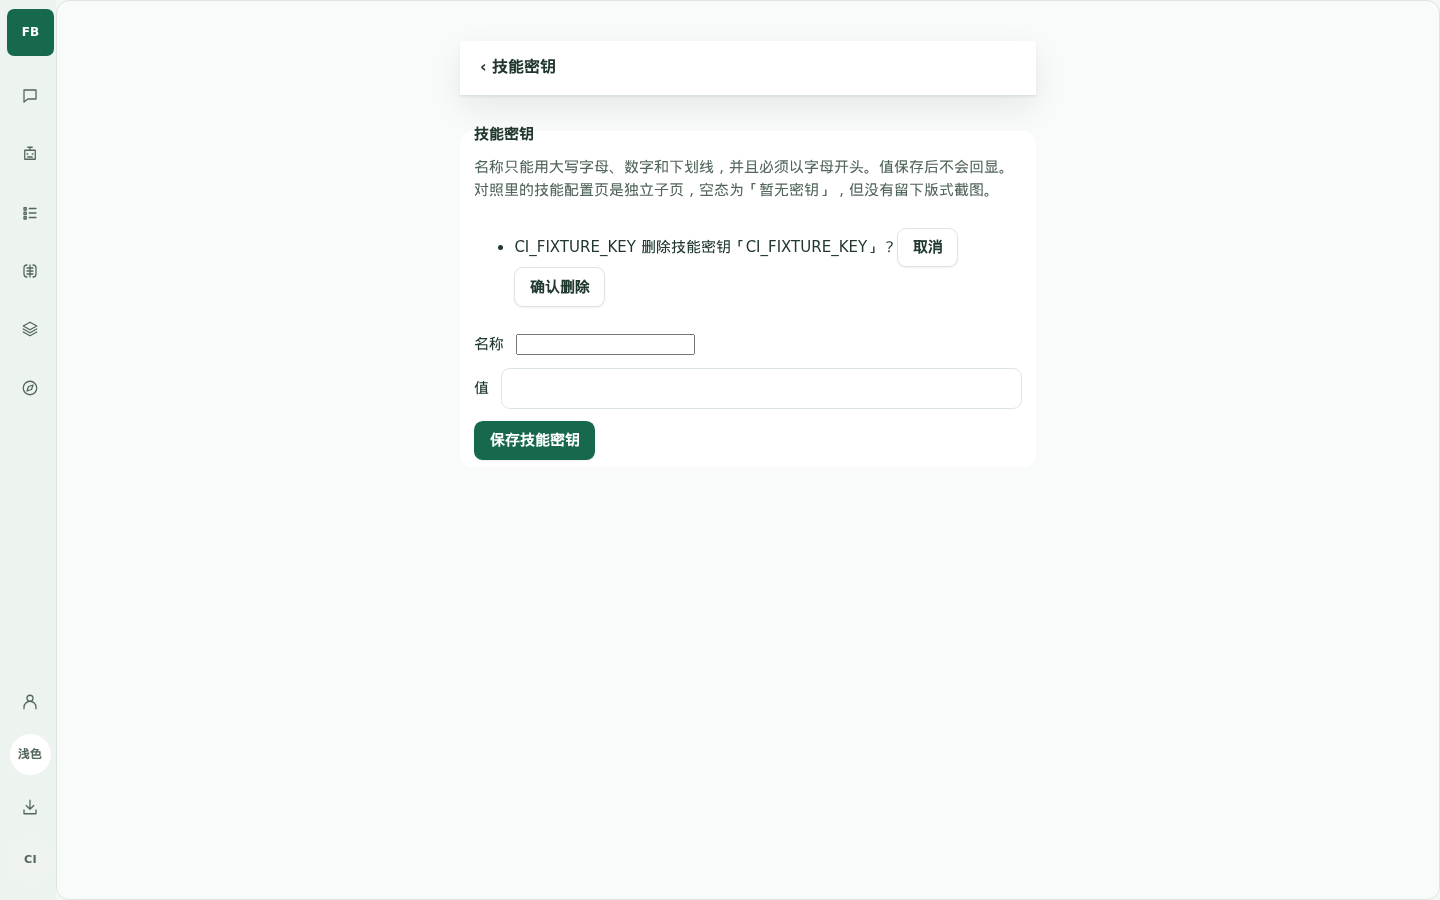 FB
‹ 技能密钥
技能密钥
名称只能用大写字母、数字和下划线，并且必须以字母开头。值保存后不会回显。
对照里的技能配置页是独立子页，空态为「暂无密钥」，但没有留下版式截图。
• CI_FIXTURE_KEY 删除技能密钥「CI_FIXTURE_KEY」？ 取消
确认删除
名称
值
保存技能密钥
浅色
CI